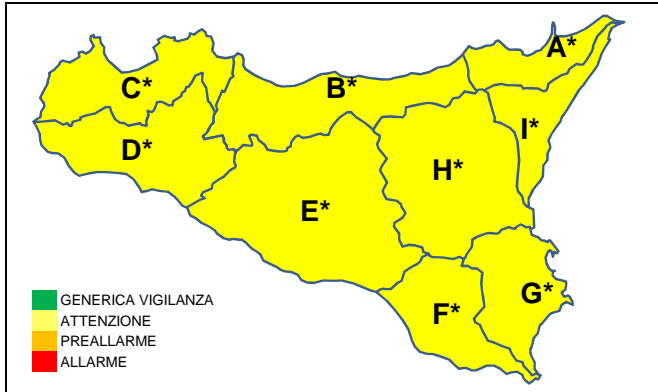 A*
C*
B*
I*
D*
H*
E*
G*
F*
GENERICA VIGILANZA
ATTENZIONE
PREALLARME
ALLARME